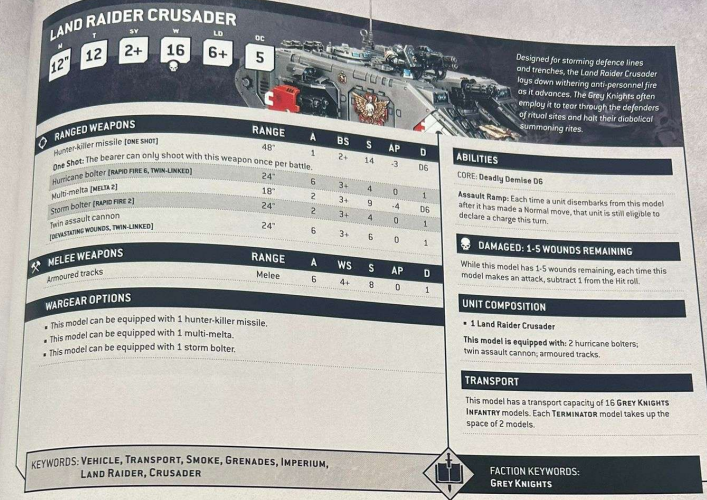 LAND RAIDER CRUSADER
M T SV W LD OC
12" 12 2+ 16 6+ 5
Designed for storming defence lines
and trenches, the Land Raider Crusader
lays down withering anti-personnel fire
as it advances. The Grey Knights often
employ it to tear through the defenders
of ritual sites and halt their diabolical
summoning rites.
RANGED WEAPONS RANGE A BS S AP D
Hunter-killer missile [ONE SHOT] 48" 1 2+ 14 -3 D6
One Shot: The bearer can only shoot with this weapon once per battle.
Hurricane bolter [RAPID FIRE 6, TWIN-LINKED] 24" 6 3+ 4 0 1
Multi-melta [MELTA 2] 18" 2 3+ 9 -4 D6
Storm bolter [RAPID FIRE 2] 24" 2 3+ 4 0 1
Twin assault cannon 24" 6 3+ 6 0 1
[DEVASTATING WOUNDS, TWIN-LINKED]
MELEE WEAPONS RANGE A WS S AP D
Armoured tracks Melee 6 4+ 8 0 1
WARGEAR OPTIONS
▪ This model can be equipped with 1 hunter-killer missile.
▪ This model can be equipped with 1 multi-melta.
▪ This model can be equipped with 1 storm bolter.
ABILITIES
CORE: Deadly Demise D6
Assault Ramp: Each time a unit disembarks from this model
after it has made a Normal move, that unit is still eligible to
declare a charge this turn.
DAMAGED: 1-5 WOUNDS REMAINING
While this model has 1-5 wounds remaining, each time this
model makes an attack, subtract 1 from the Hit roll.
UNIT COMPOSITION
▪ 1 Land Raider Crusader
This model is equipped with: 2 hurricane bolters;
twin assault cannon; armoured tracks.
TRANSPORT
This model has a transport capacity of 16 GREY KNIGHTS
INFANTRY models. Each TERMINATOR model takes up the
space of 2 models.
KEYWORDS: VEHICLE, TRANSPORT, SMOKE, GRENADES, IMPERIUM,
LAND RAIDER, CRUSADER
FACTION KEYWORDS:
GREY KNIGHTS